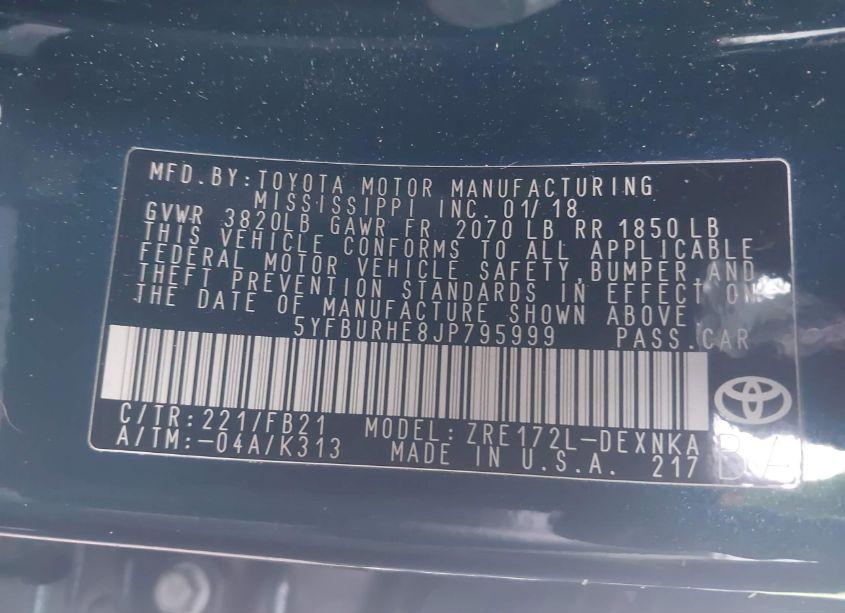 MFD.BY:TOYOTA MOTOR MANUFACTURING
MISSISSIPPI INC. 01/18
GVWR 3820LB GAWR FR 2070 LB RR 1850 LB
THIS VEHICLE CONFORMS TO ALL APPLICABLE
FEDERAL MOTOR VEHICLE SAFETY, BUMPER AND
THEFT PREVENTION STANDARDS IN EFFECT ON
THE DATE OF MANUFACTURE SHOWN ABOVE.
5YFBURHE8JP795999 PASS.CAR
C/TR:221/FB21 MODEL:ZRE172L-DEXNKA
A/TM:-04A/K313 MADE IN U.S.A. 217